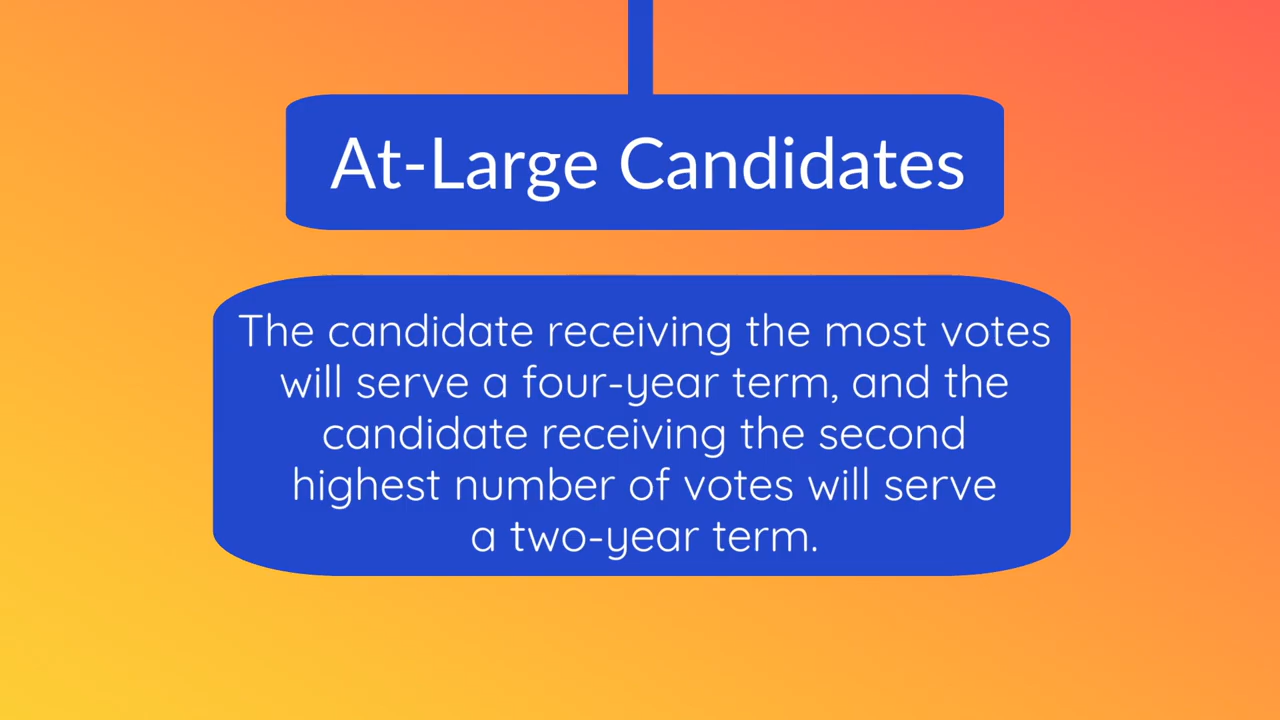 At-Large Candidates
The candidate receiving the most votes
will serve a four-year term, and the
candidate receiving the second
highest number of votes will serve
a two-year term.